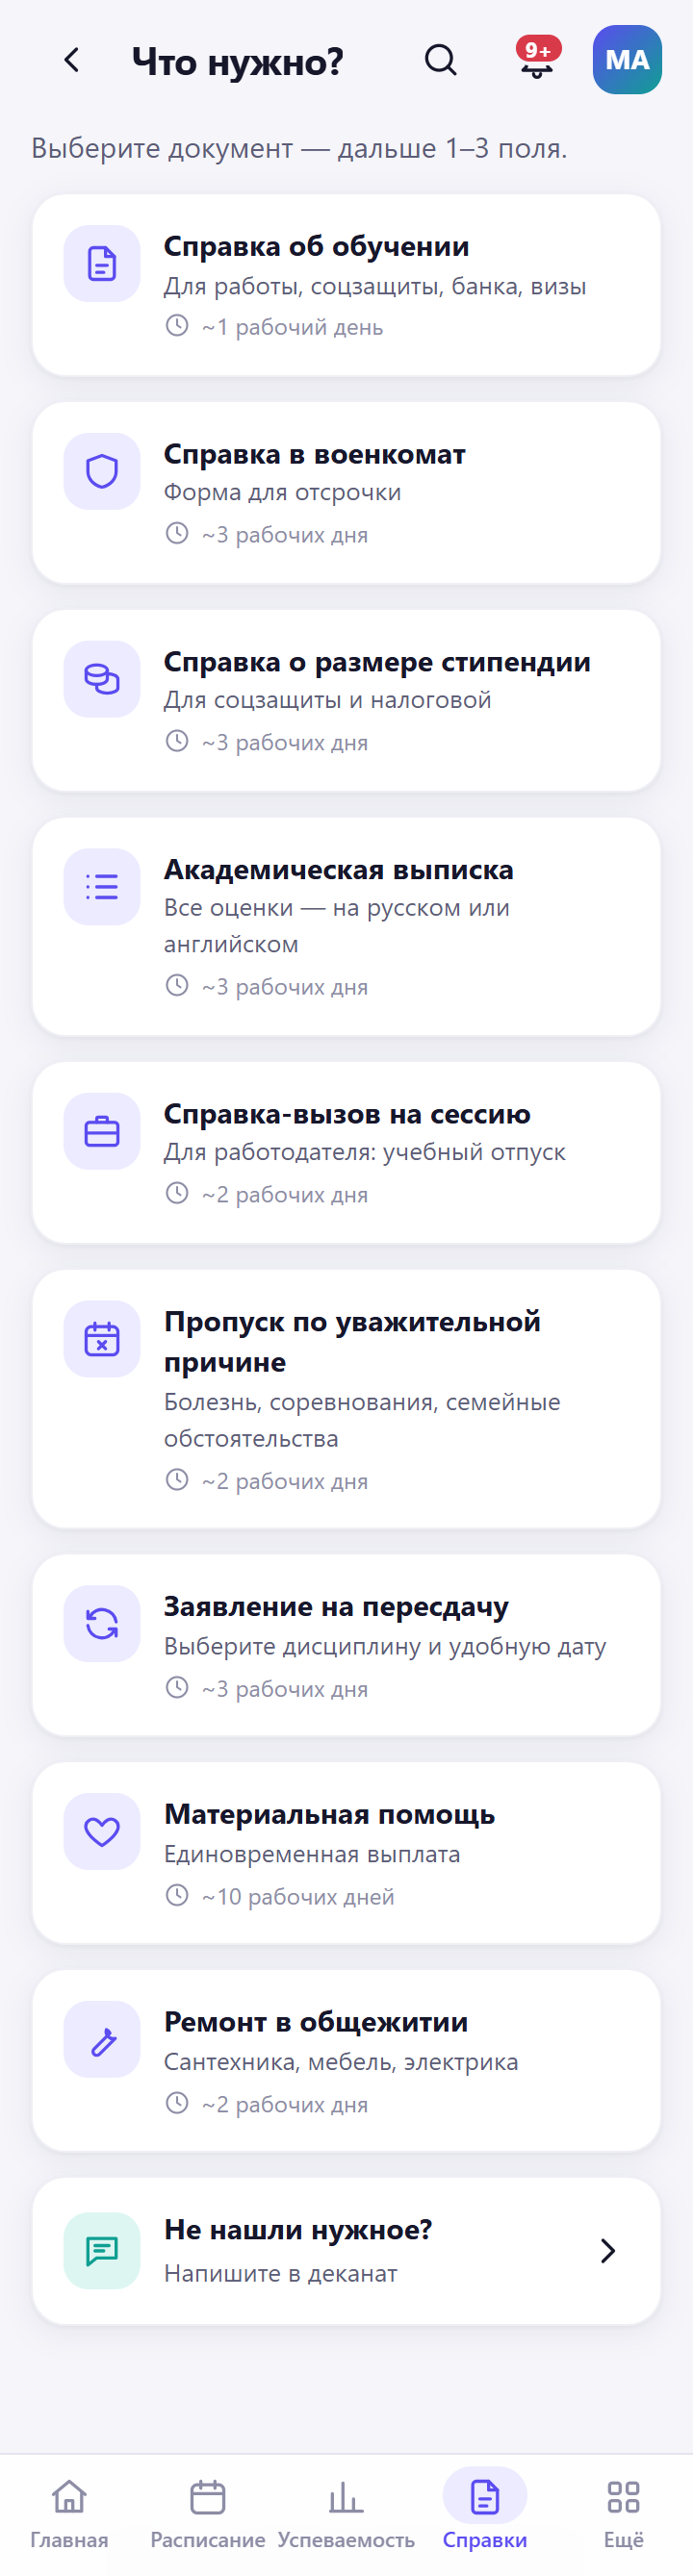 Что нужно?
9+
MA
Выберите документ — дальше 1–3 поля.
Справка об обучении
Для работы, соцзащиты, банка, визы
~1 рабочий день
Справка в военкомат
Форма для отсрочки
~3 рабочих дня
Справка о размере стипендии
Для соцзащиты и налоговой
~3 рабочих дня
Академическая выписка
Все оценки — на русском или
английском
~3 рабочих дня
Справка-вызов на сессию
Для работодателя: учебный отпуск
~2 рабочих дня
Пропуск по уважительной
причине
Болезнь, соревнования, семейные
обстоятельства
~2 рабочих дня
Заявление на пересдачу
Выберите дисциплину и удобную дату
~3 рабочих дня
Материальная помощь
Единовременная выплата
~10 рабочих дней
Ремонт в общежитии
Сантехника, мебель, электрика
~2 рабочих дня
Не нашли нужное?
Напишите в деканат
Главная
Расписание
Успеваемость
Справки
Ещё